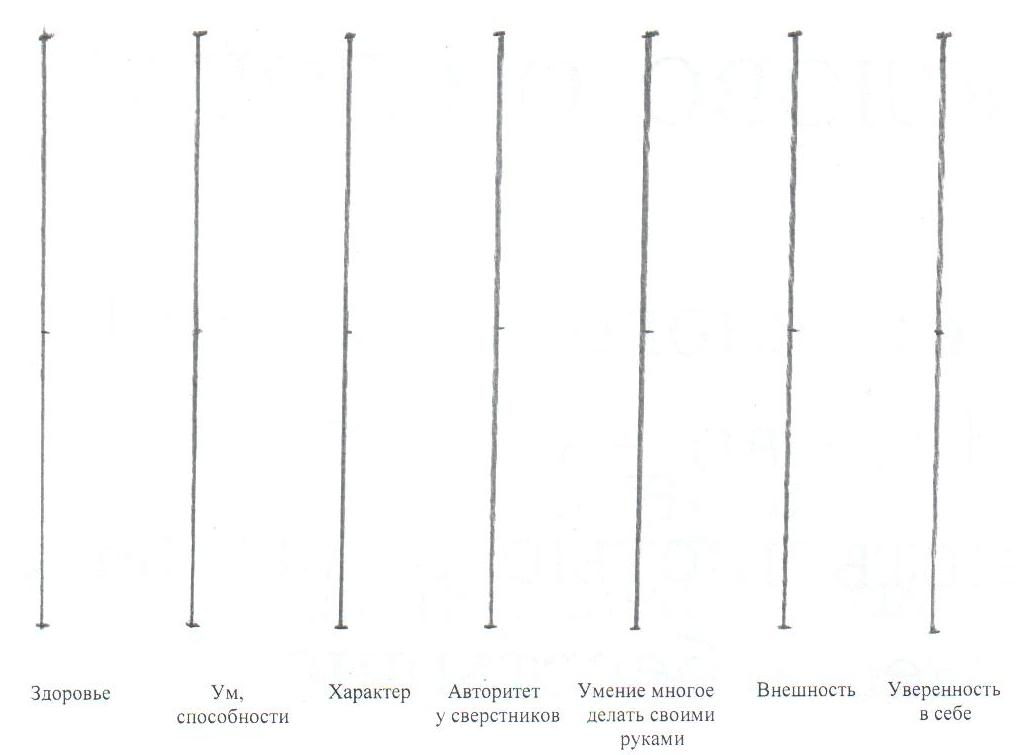 Здоровье
Ум,
способности
Характер
Авторитет
у сверстников
Умение многое
делать своими
руками
Внешность
Уверенность
в себе